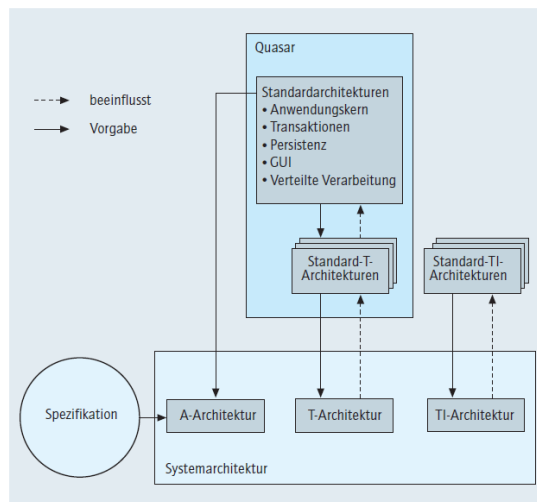 Quasar
Standardarchitekturen
• Anwendungskern
• Transaktionen
• Persistenz
• GUI
• Verteilte Verarbeitung
beeinflusst
Vorgabe
Standard-T-
Architekturen
Standard-TI-
Architekturen
Spezifikation
A-Architektur
T-Architektur
TI-Architektur
Systemarchitektur